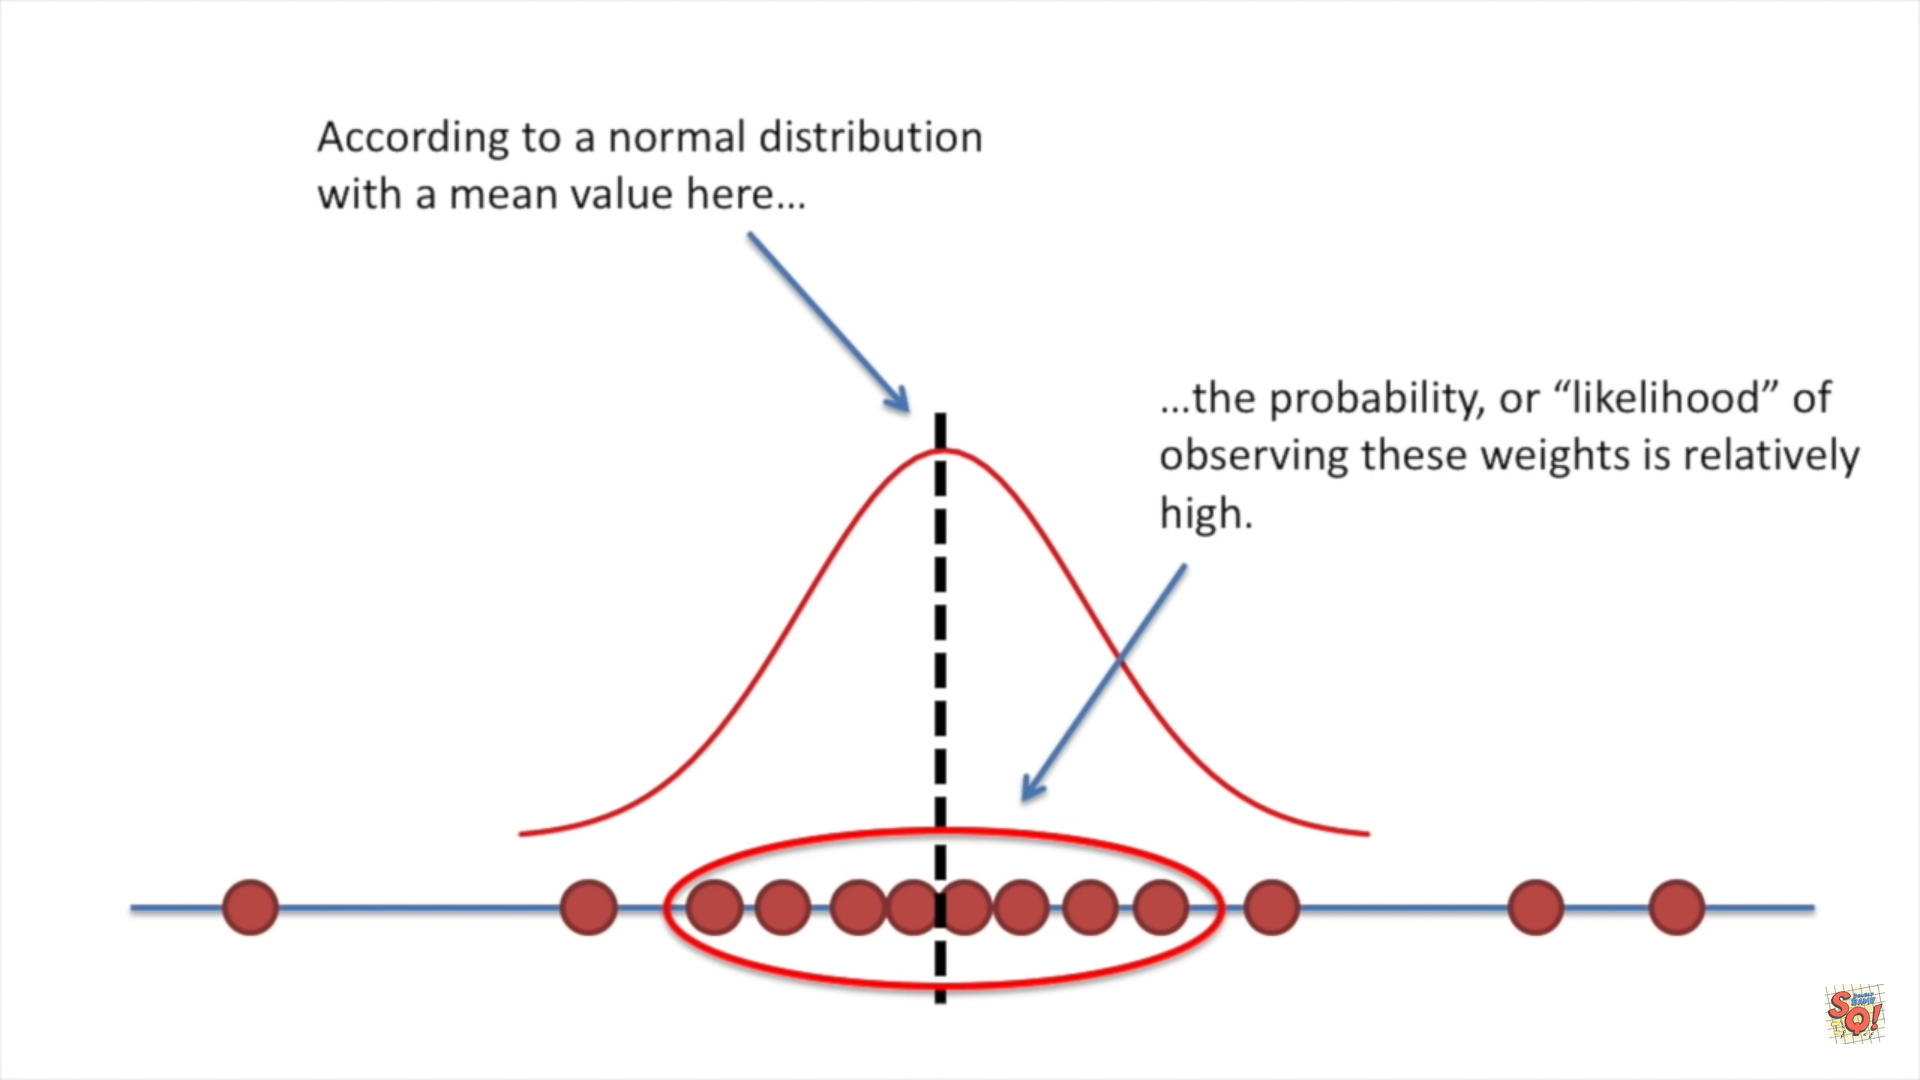 According to a normal distribution
with a mean value here...
...the probability, or “likelihood” of
observing these weights is relatively
high.
SQ!